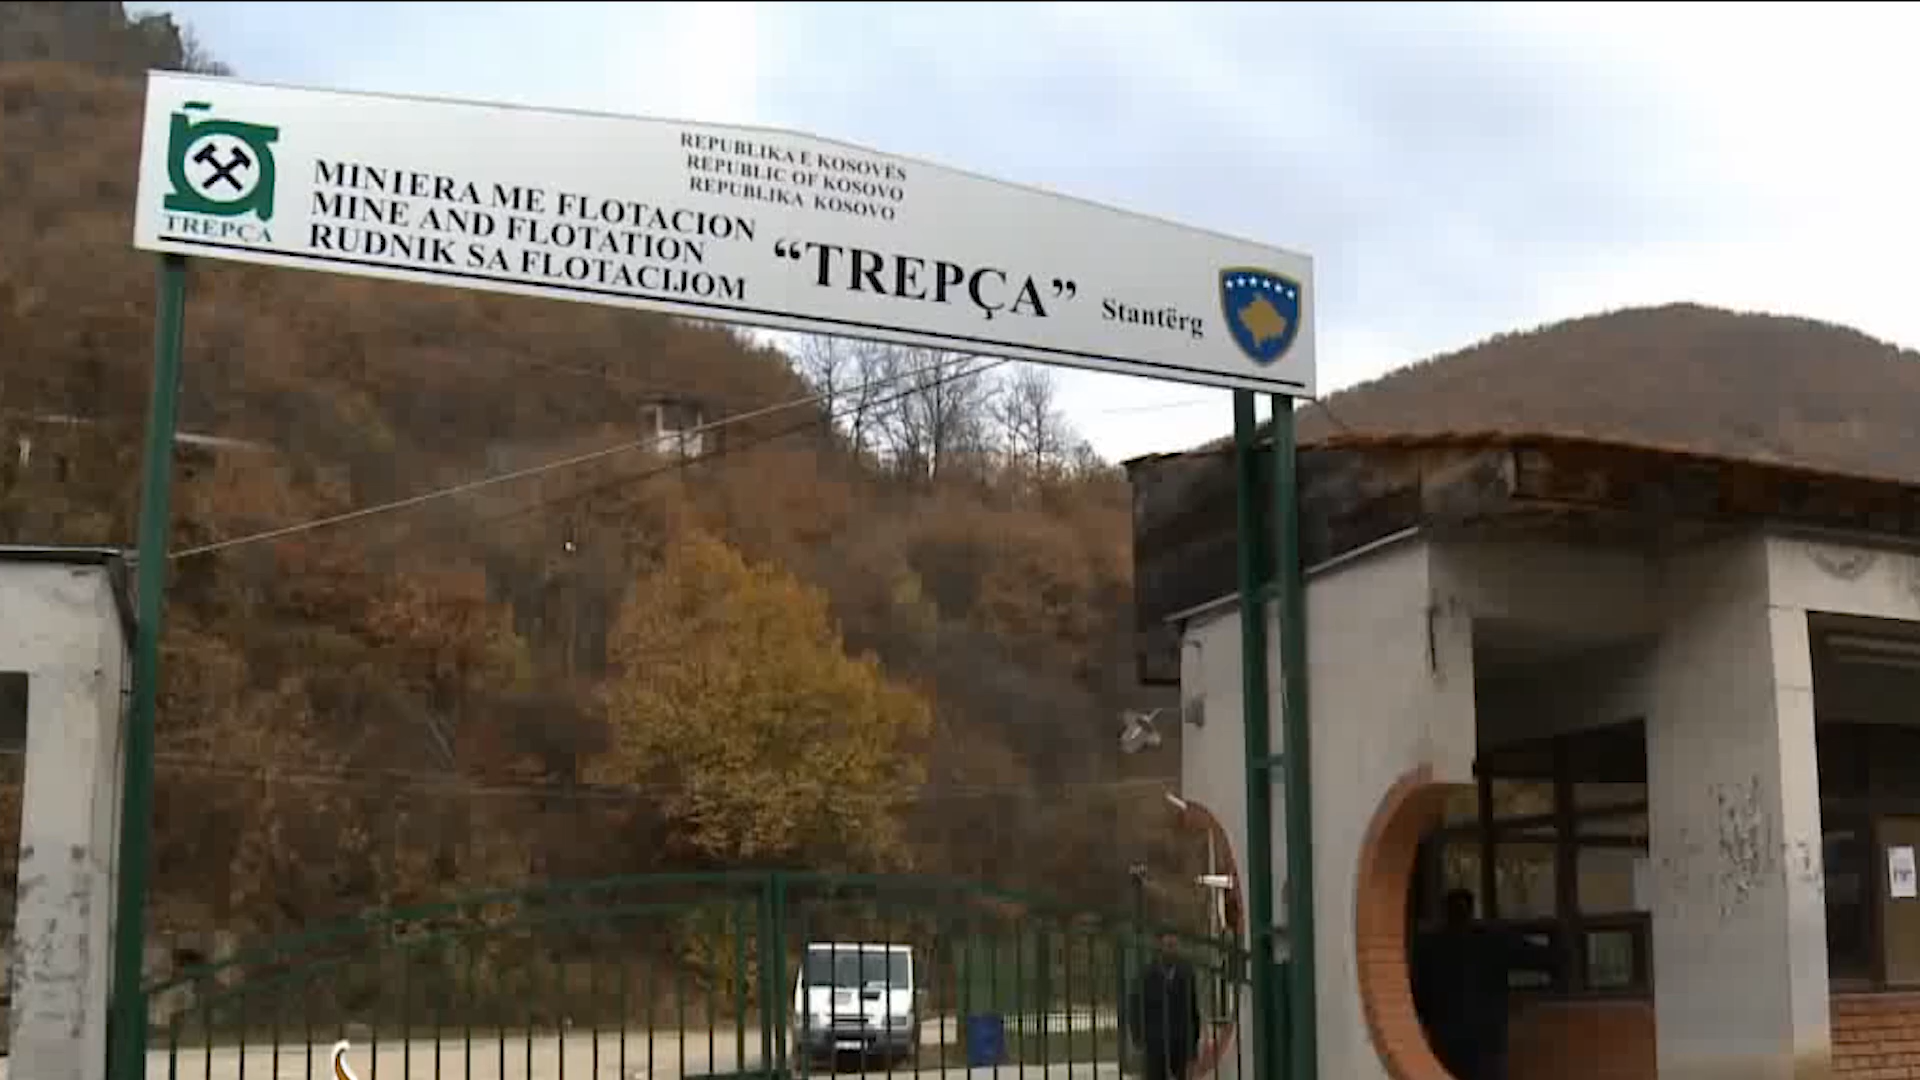 TREPÇA
REPUBLIKA E KOSOVËS
REPUBLIC OF KOSOVO
REPUBLIKA KOSOVO
MINIERA ME FLOTACION
MINE AND FLOTATION
RUDNIK SA FLOTACIJOM
“TREPÇA”
Stantërg